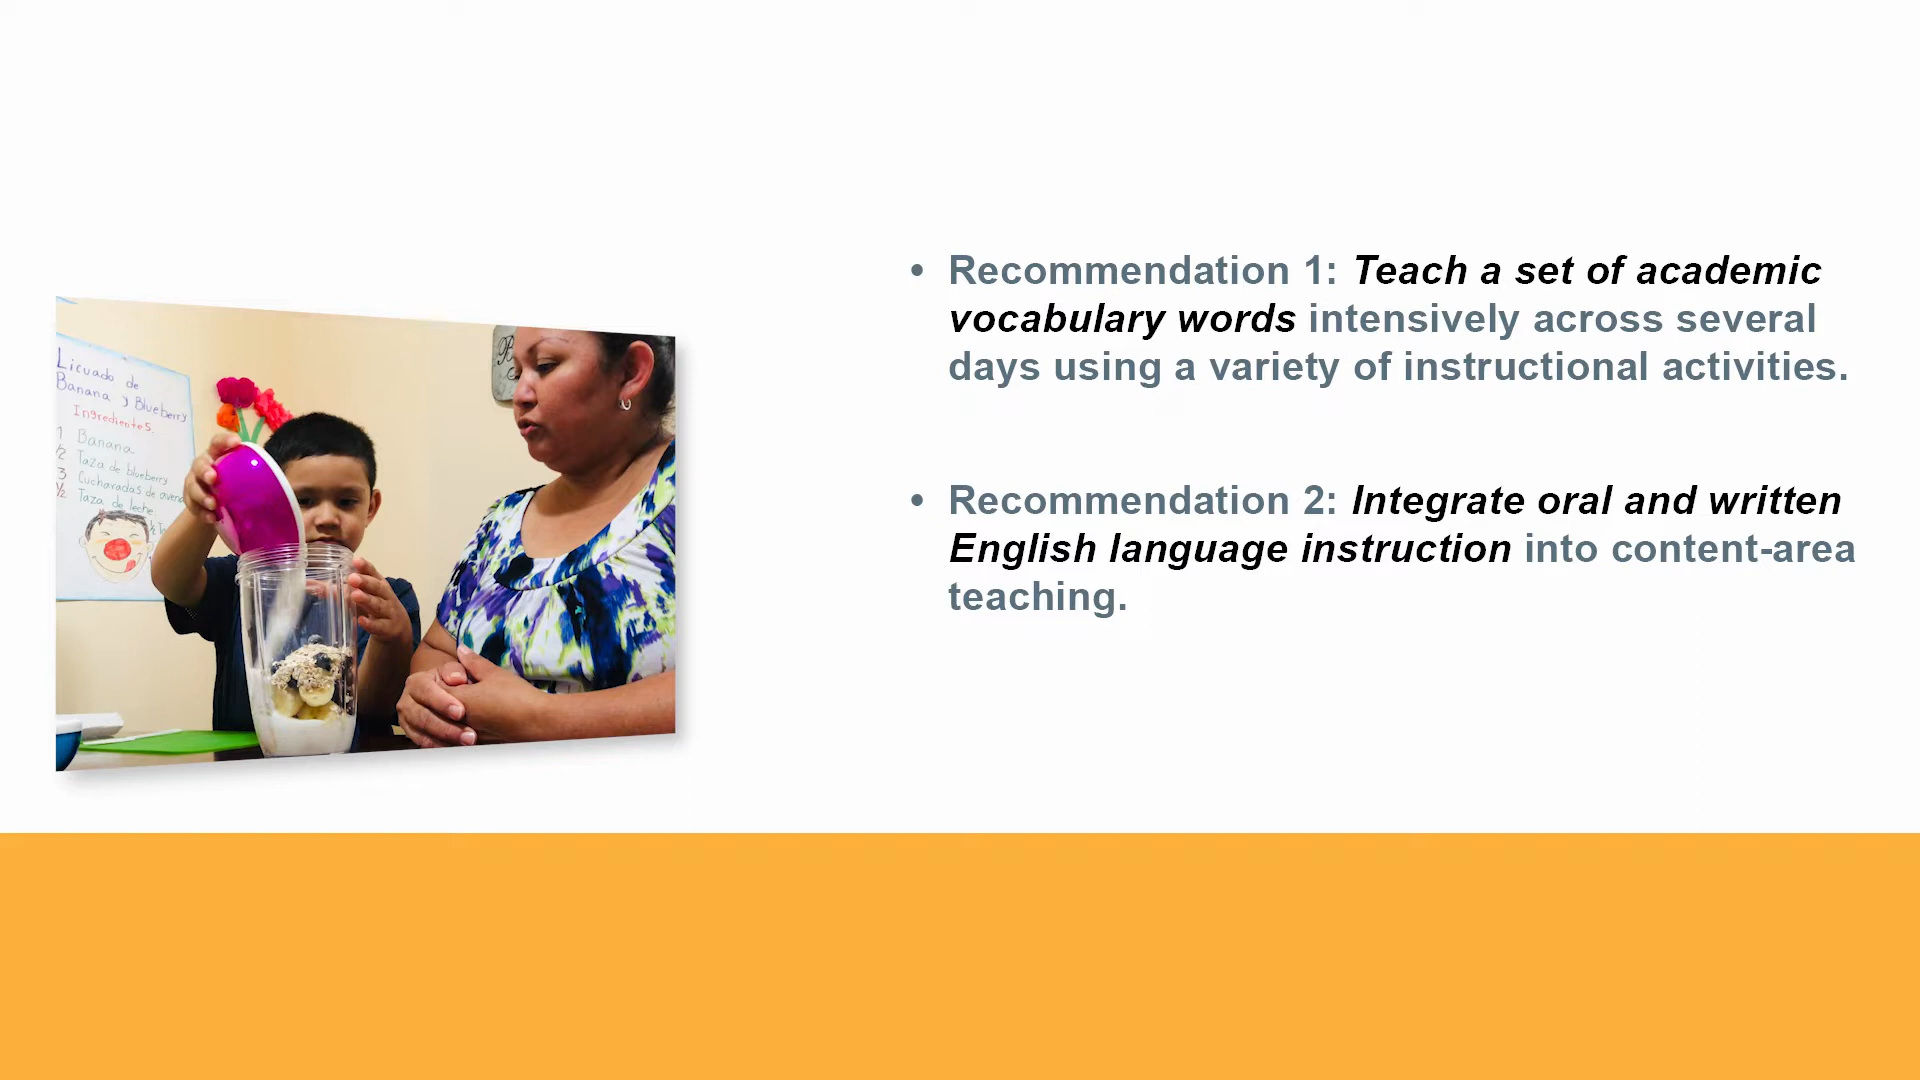 Licuado de
Banana y Blueberry
Ingredientes.
1 Banana
1/2 Taza de blueberry
3 Cucharadas de avena
1/2 Taza de leche
• Recommendation 1: Teach a set of academic
vocabulary words intensively across several
days using a variety of instructional activities.
• Recommendation 2: Integrate oral and written
English language instruction into content-area
teaching.